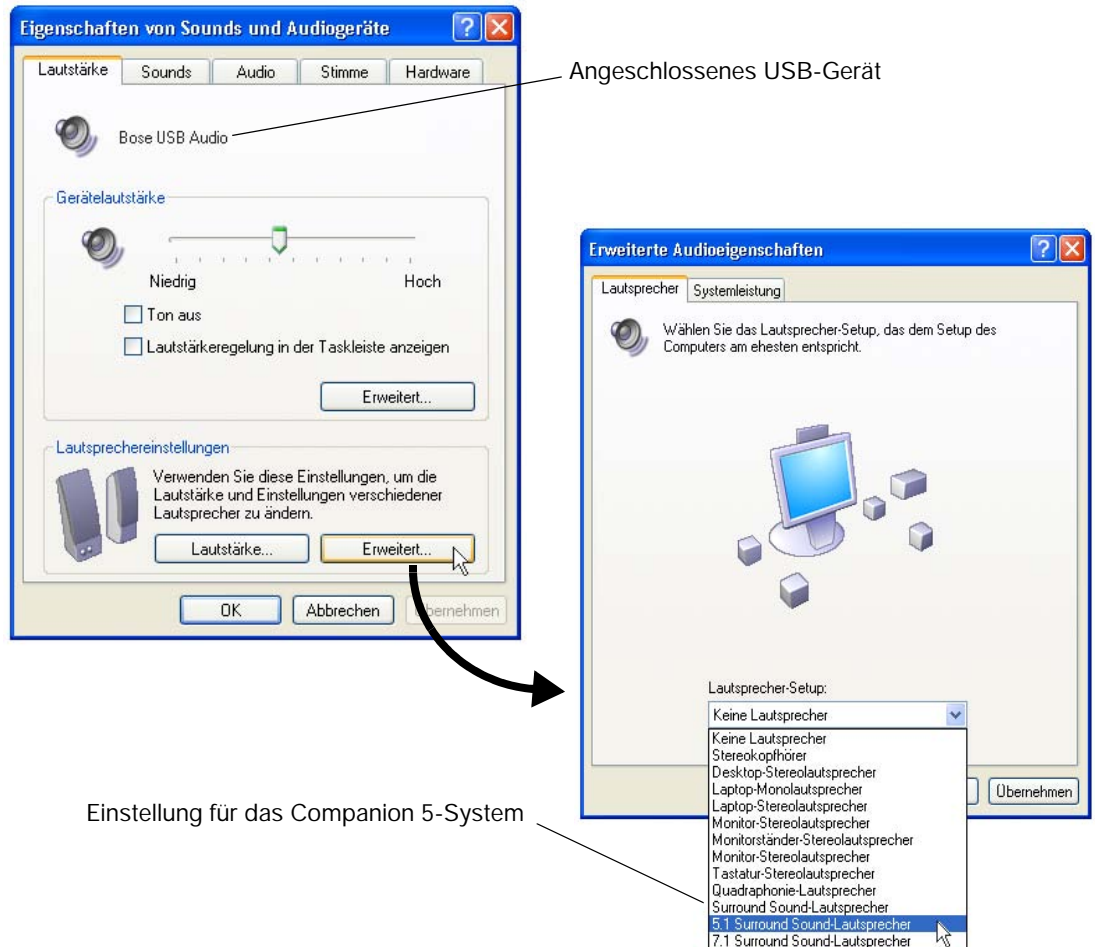 Eigenschaften von Sounds und Audiogeräte
Lautstärke
Sounds
Audio
Stimme
Hardware
Angeschlossenes USB-Gerät
Bose USB Audio
Gerätelautstärke
Niedrig
Hoch
Ton aus
Lautstärkeregelung in der Taskleiste anzeigen
Erweitert...
Lautsprechereinstellungen
Verwenden Sie diese Einstellungen, um die
Lautstärke und Einstellungen verschiedener
Lautsprecher zu ändern.
Lautstärke...
Erweitert...
OK
Abbrechen
Erweiterte Audioeigenschaften
Lautsprecher
Systemleistung
Wählen Sie das Lautsprecher-Setup, das dem Setup des
Computers am ehesten entspricht.
Lautsprecher-Setup:
Keine Lautsprecher
Keine Lautsprecher
Stereokopfhörer
Desktop-Stereolautsprecher
Laptop-Monolautsprecher
Laptop-Stereolautsprecher
Monitor-Stereolautsprecher
Monitorständer-Stereolautsprecher
Monitor-Stereolautsprecher
Tastatur-Stereolautsprecher
Quadraphonie-Lautsprecher
Surround Sound-Lautsprecher
5.1 Surround Sound-Lautsprecher
7.1 Surround Sound-Lautsprecher
Übernehmen
Einstellung für das Companion 5-System